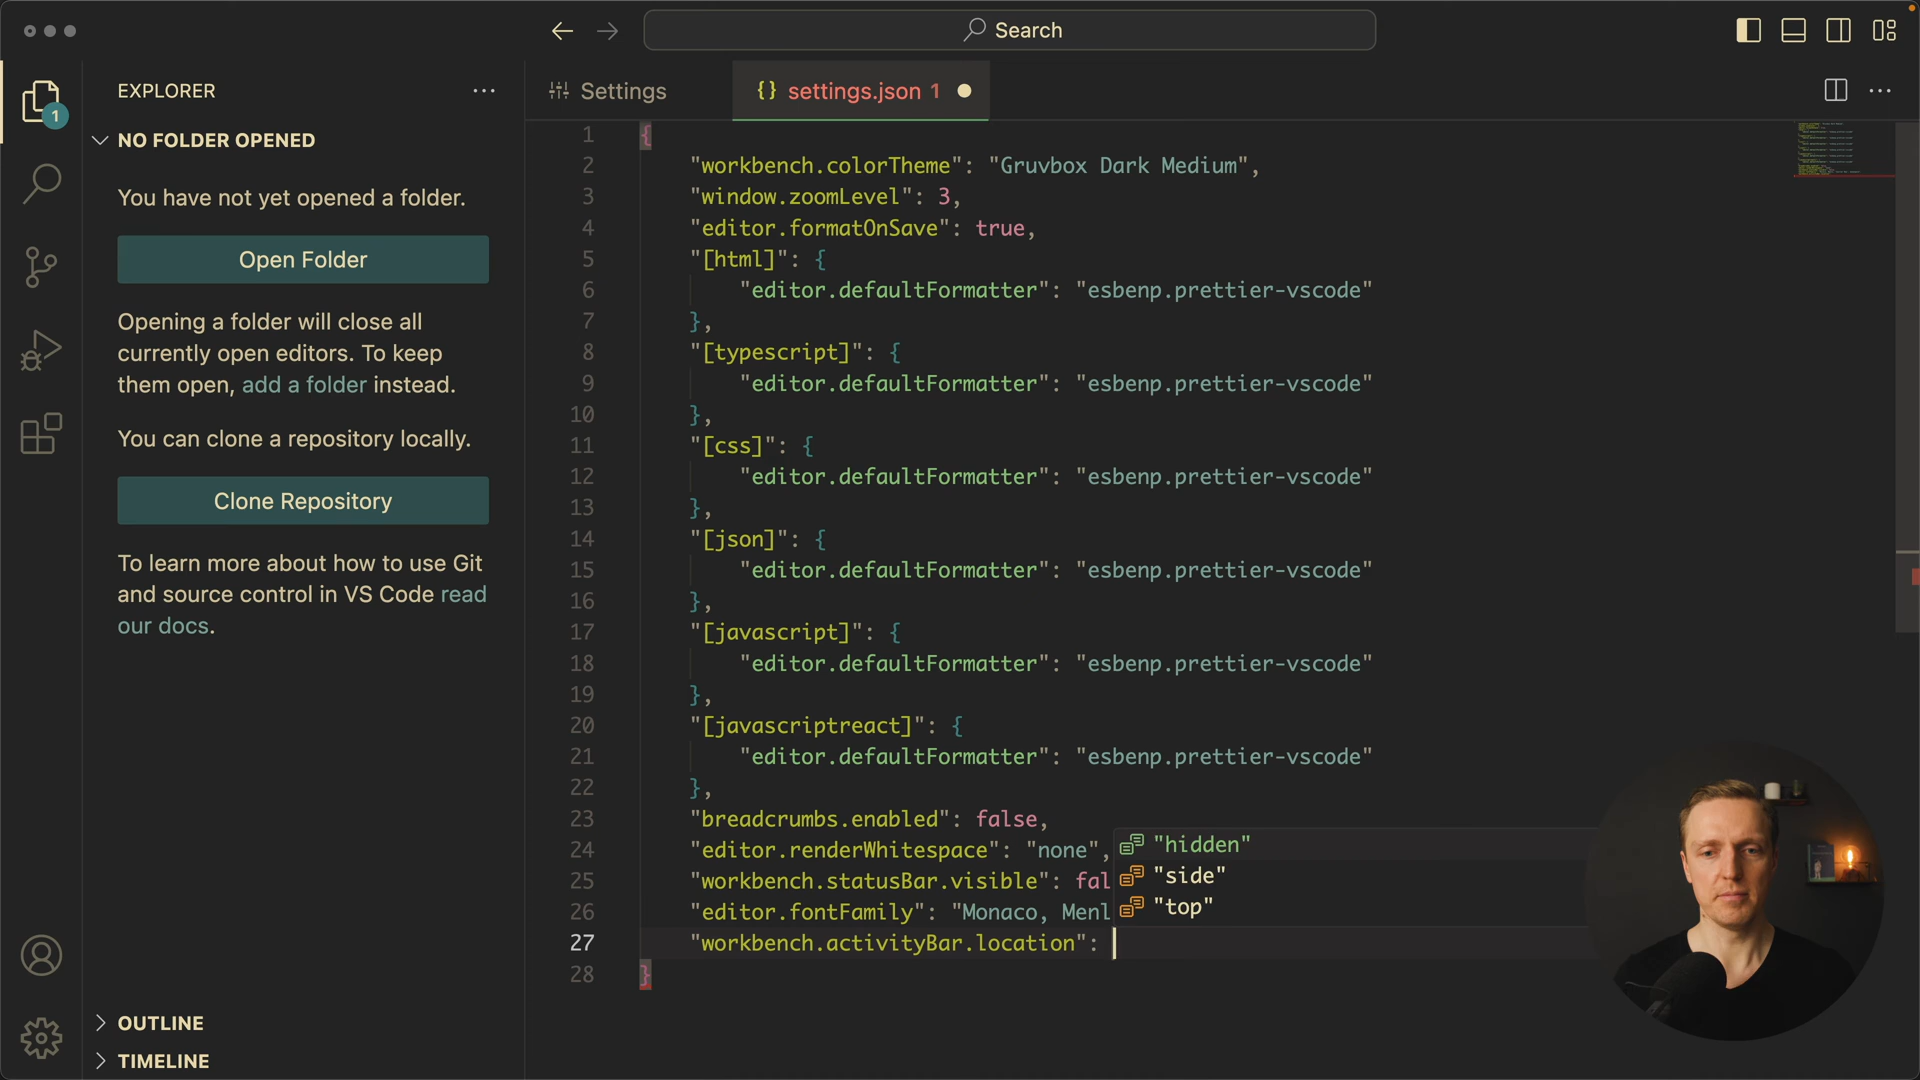 Search
EXPLORER
NO FOLDER OPENED
You have not yet opened a folder.
Open Folder
Opening a folder will close all
currently open editors. To keep
them open, add a folder instead.
You can clone a repository locally.
Clone Repository
To learn more about how to use Git
and source control in VS Code read
our docs.
OUTLINE
TIMELINE
1
Settings
{} settings.json 1
1 {
2 "workbench.colorTheme": "Gruvbox Dark Medium",
3 "window.zoomLevel": 3,
4 "editor.formatOnSave": true,
5 "[html]": {
6 "editor.defaultFormatter": "esbenp.prettier-vscode"
7 },
8 "[typescript]": {
9 "editor.defaultFormatter": "esbenp.prettier-vscode"
10 },
11 "[css]": {
12 "editor.defaultFormatter": "esbenp.prettier-vscode"
13 },
14 "[json]": {
15 "editor.defaultFormatter": "esbenp.prettier-vscode"
16 },
17 "[javascript]": {
18 "editor.defaultFormatter": "esbenp.prettier-vscode"
19 },
20 "[javascriptreact]": {
21 "editor.defaultFormatter": "esbenp.prettier-vscode"
22 },
23 "breadcrumbs.enabled": false,
24 "editor.renderWhitespace": "none",
25 "workbench.statusBar.visible": fal
26 "editor.fontFamily": "Monaco, Menl
27 "workbench.activityBar.location":
28 }
"hidden"
"side"
"top"